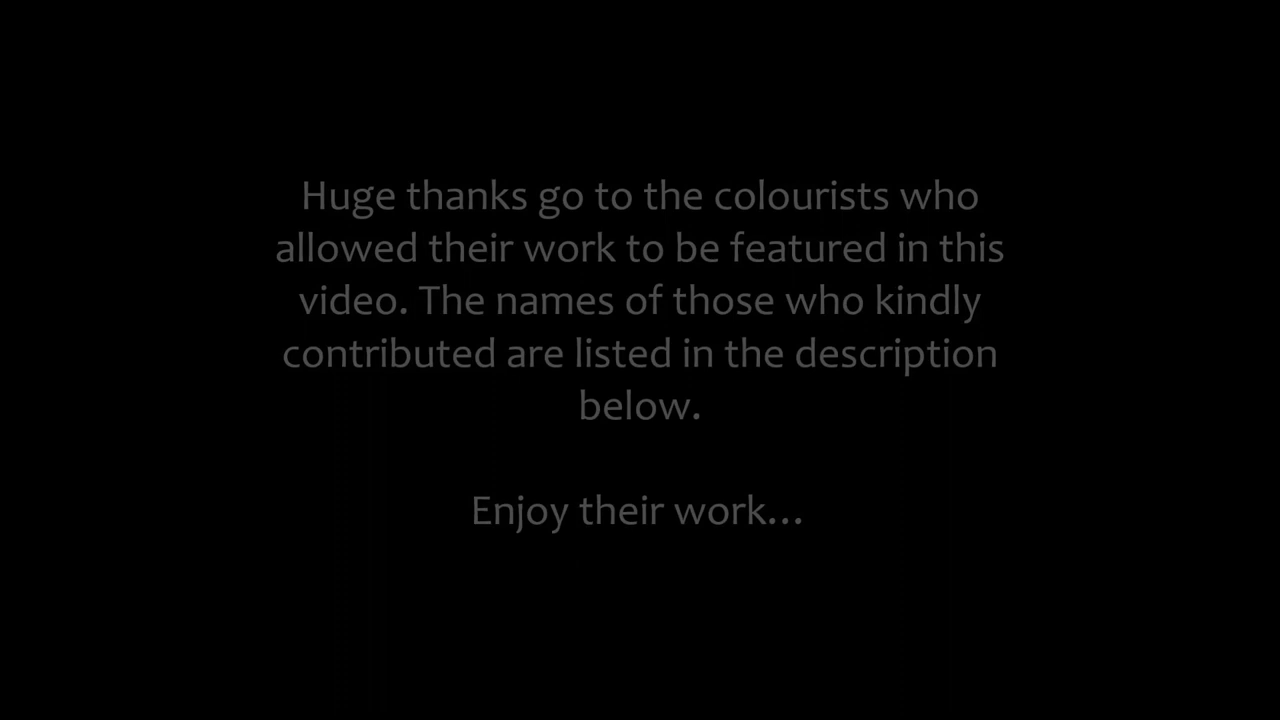 Huge thanks go to the colourists who
allowed their work to be featured in this
video. The names of those who kindly
contributed are listed in the description
below.
Enjoy their work...